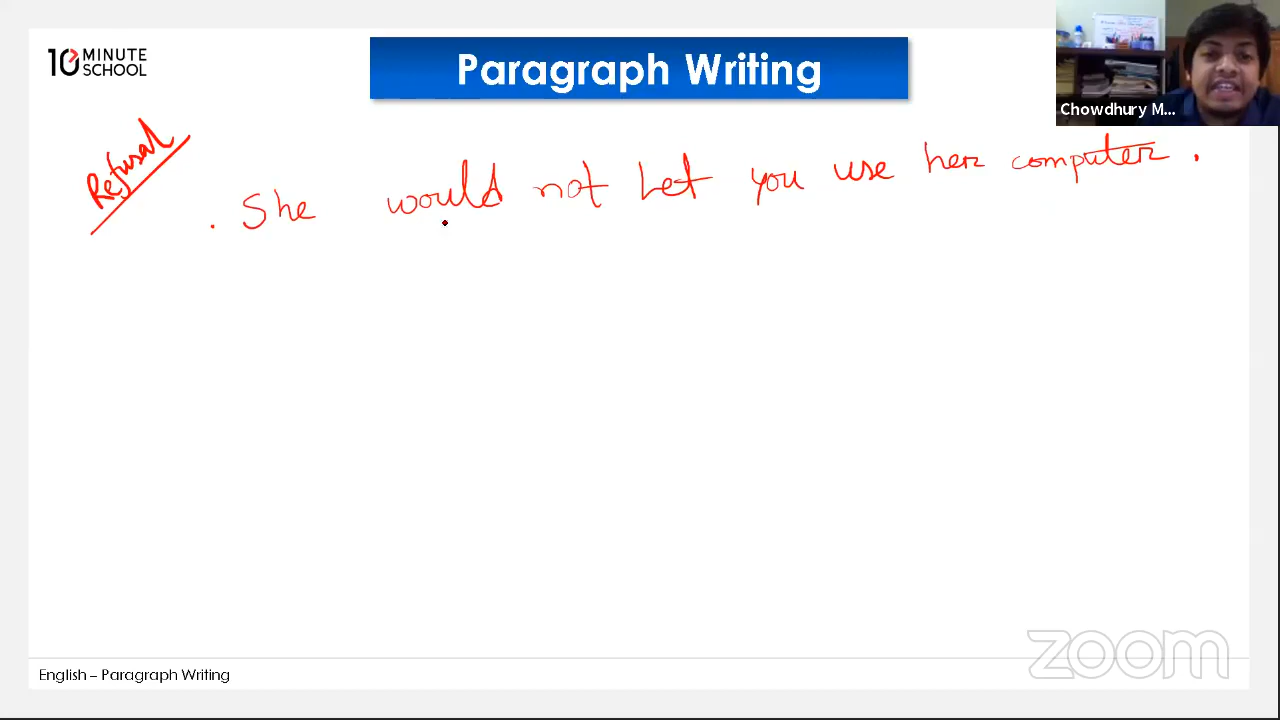 10 MINUTE SCHOOL
Paragraph Writing
Chowdhury M...
Refusal
. She would not Let you use her computer .
English – Paragraph Writing
zoom